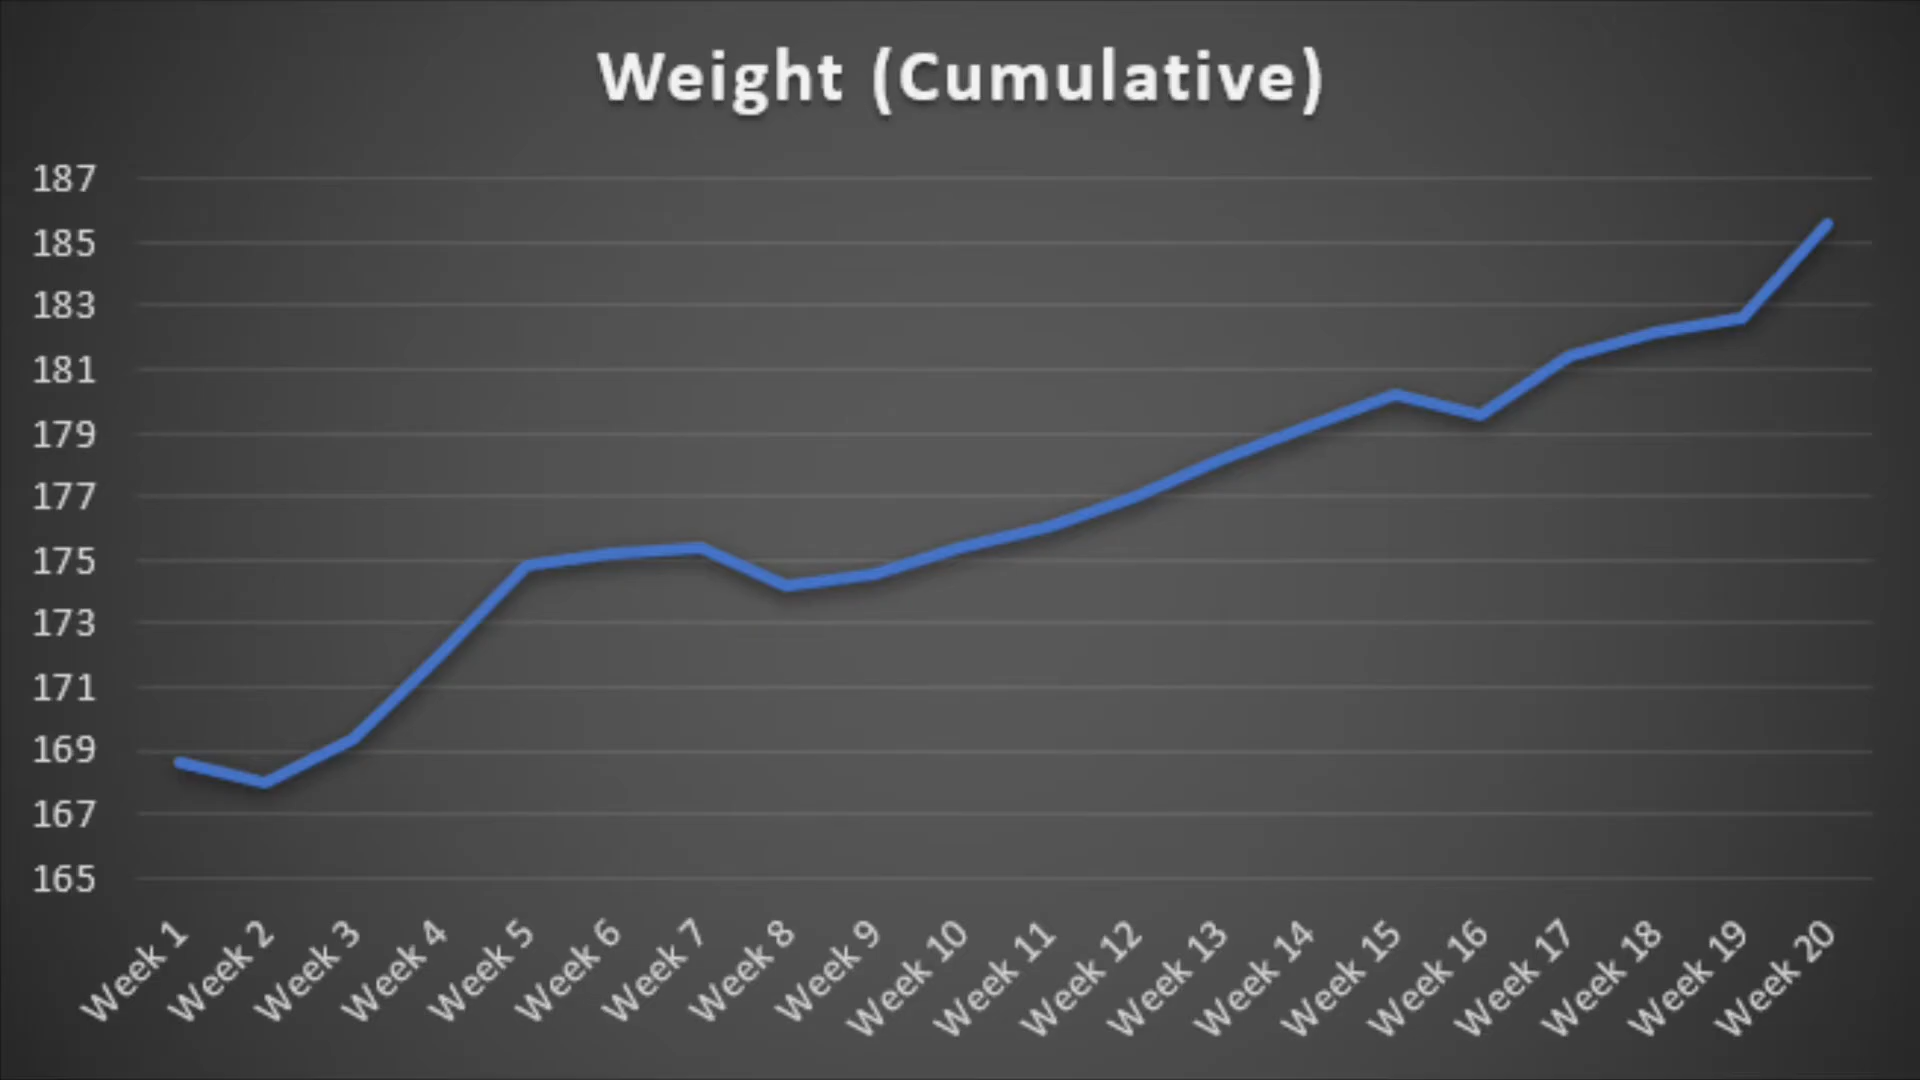 Weight (Cumulative)
187
185
183
181
179
177
175
173
171
169
167
165
Week 1
Week 2
Week 3
Week 4
Week 5
Week 6
Week 7
Week 8
Week 9
Week 10
Week 11
Week 12
Week 13
Week 14
Week 15
Week 16
Week 17
Week 18
Week 19
Week 20